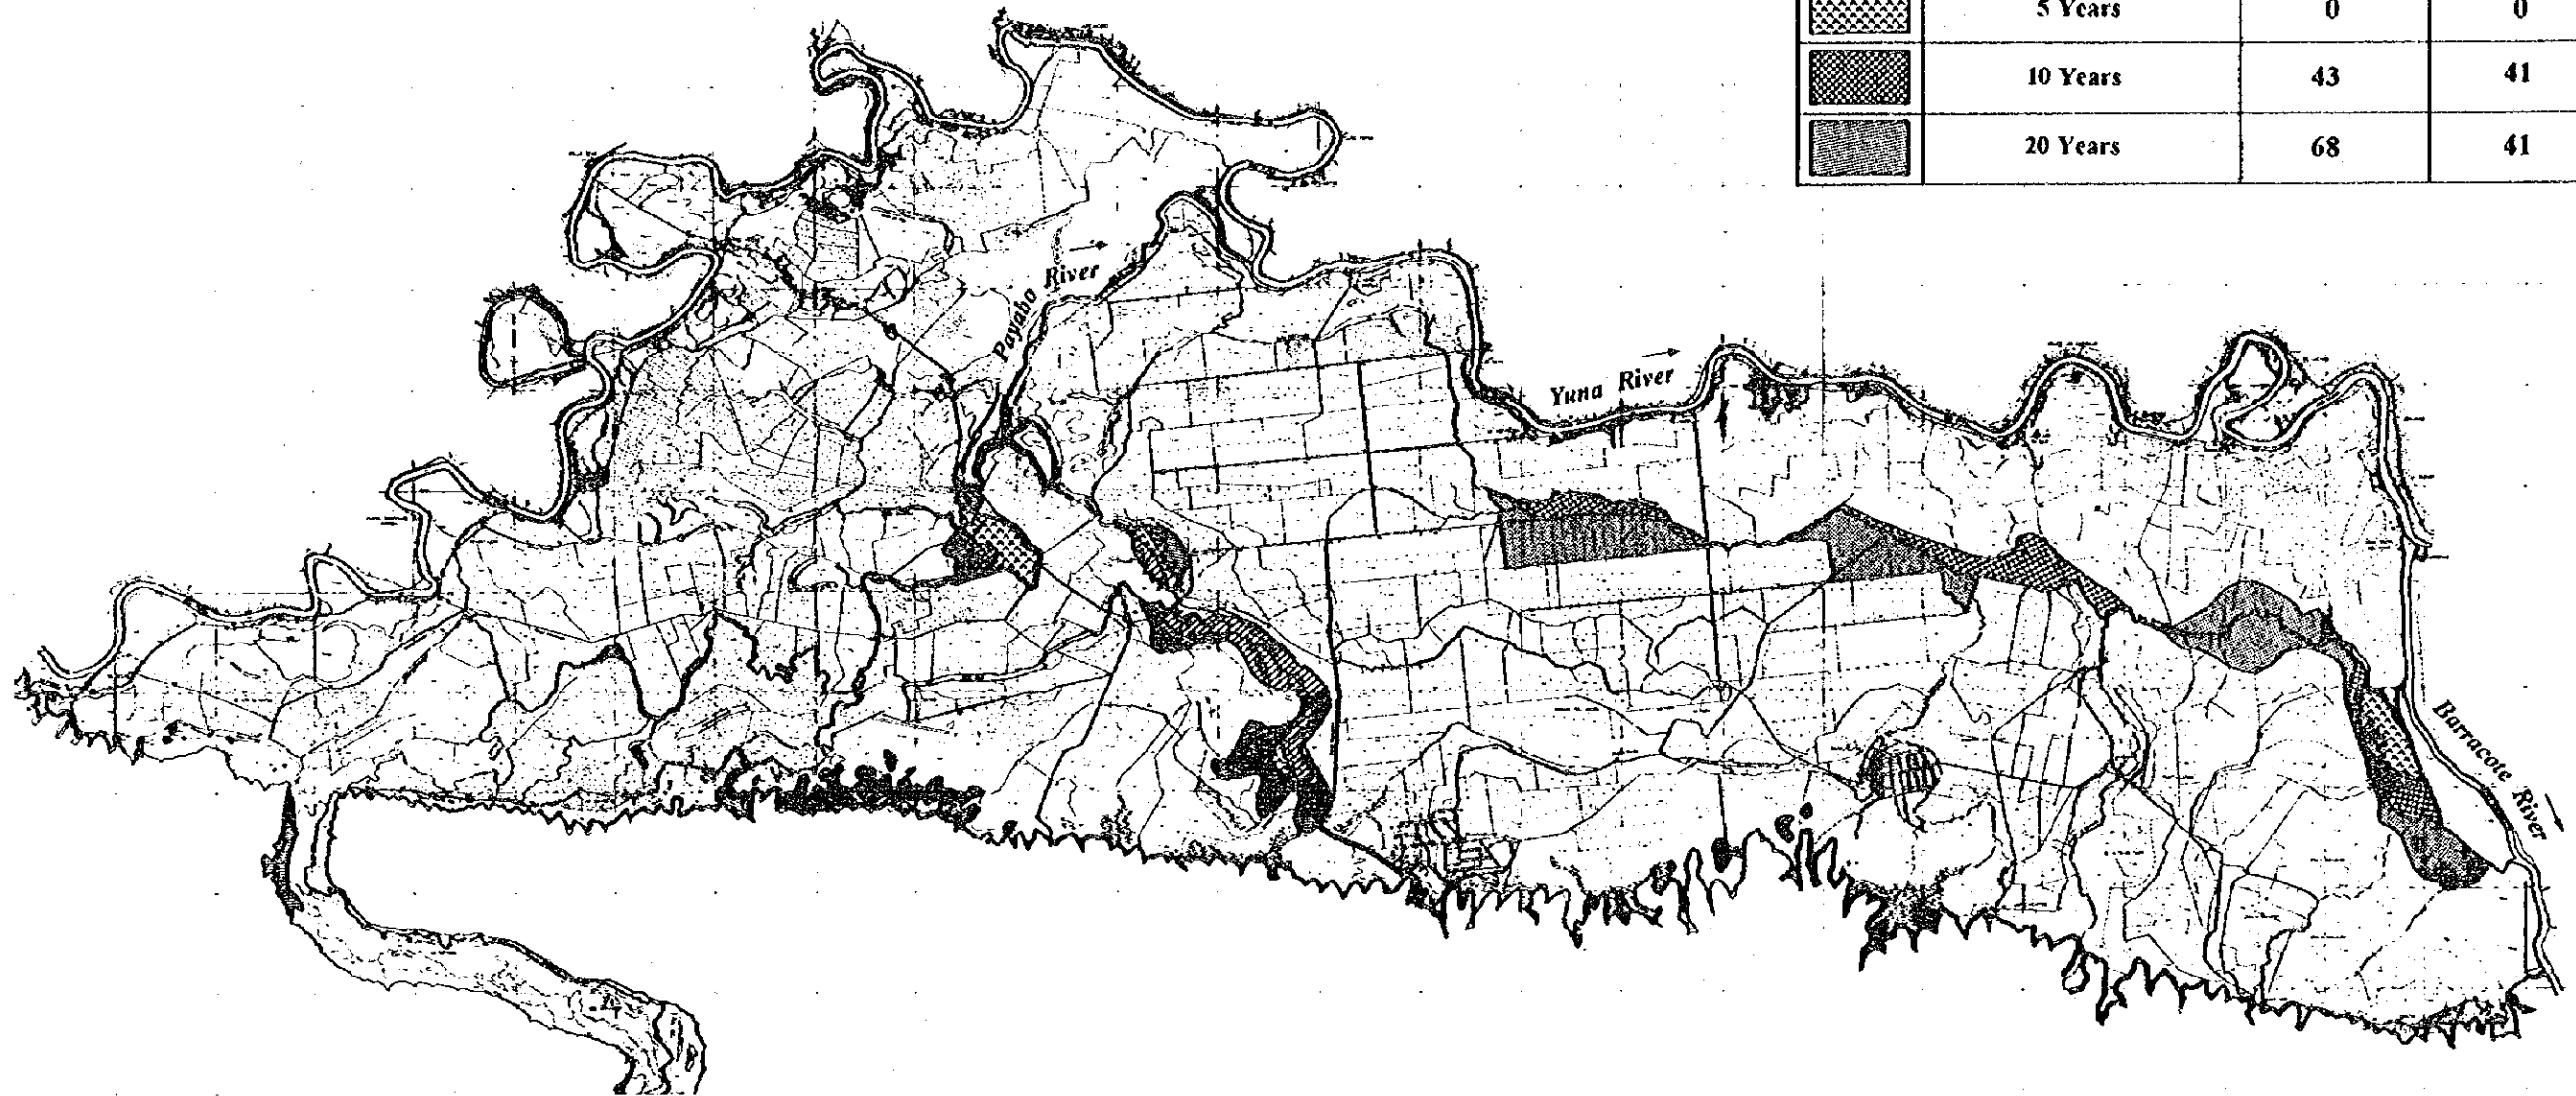 5 Years 0 0
10 Years 43 41
20 Years 68 41
Payabo River
Yuna River
Barracote River